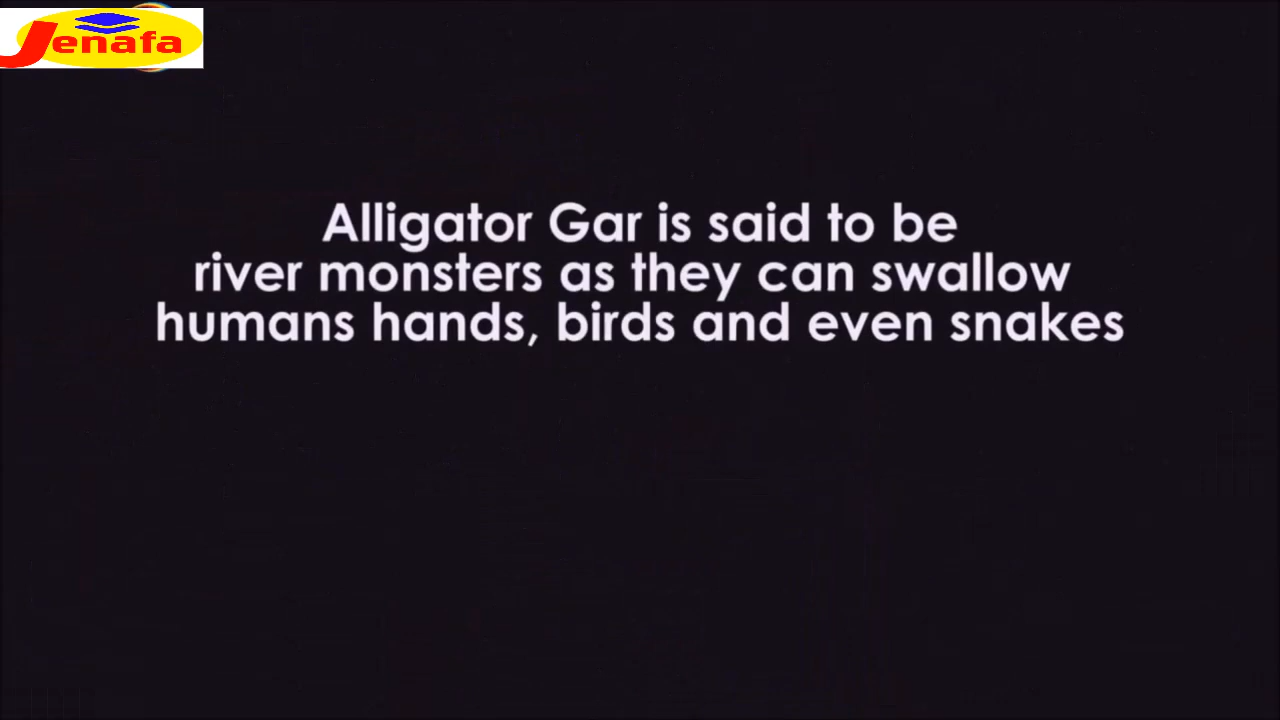 Jenafa
Alligator Gar is said to be
river monsters as they can swallow
humans hands, birds and even snakes